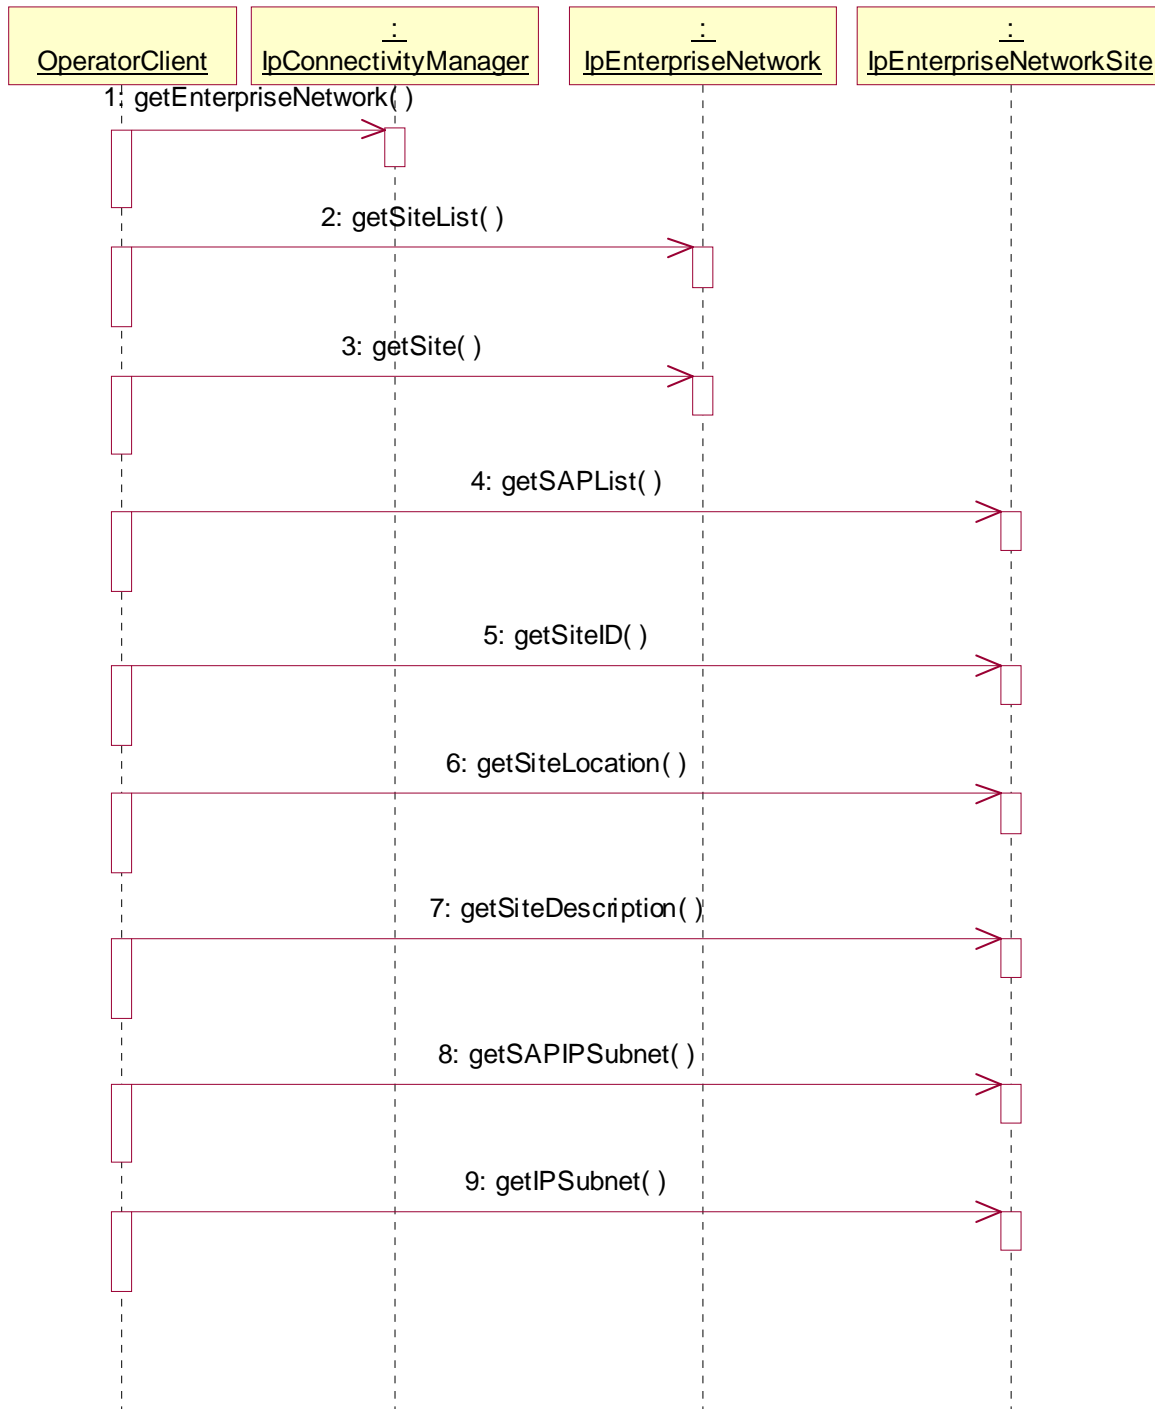 OperatorClient
:
IpConnectivityManager
:
IpEnterpriseNetwork
:
IpEnterpriseNetworkSite
1: getEnterpriseNetwork( )
2: getSiteList( )
3: getSite( )
4: getSAPList( )
5: getSiteID( )
6: getSiteLocation( )
7: getSiteDescription( )
8: getSAPIPSubnet( )
9: getIPSubnet( )